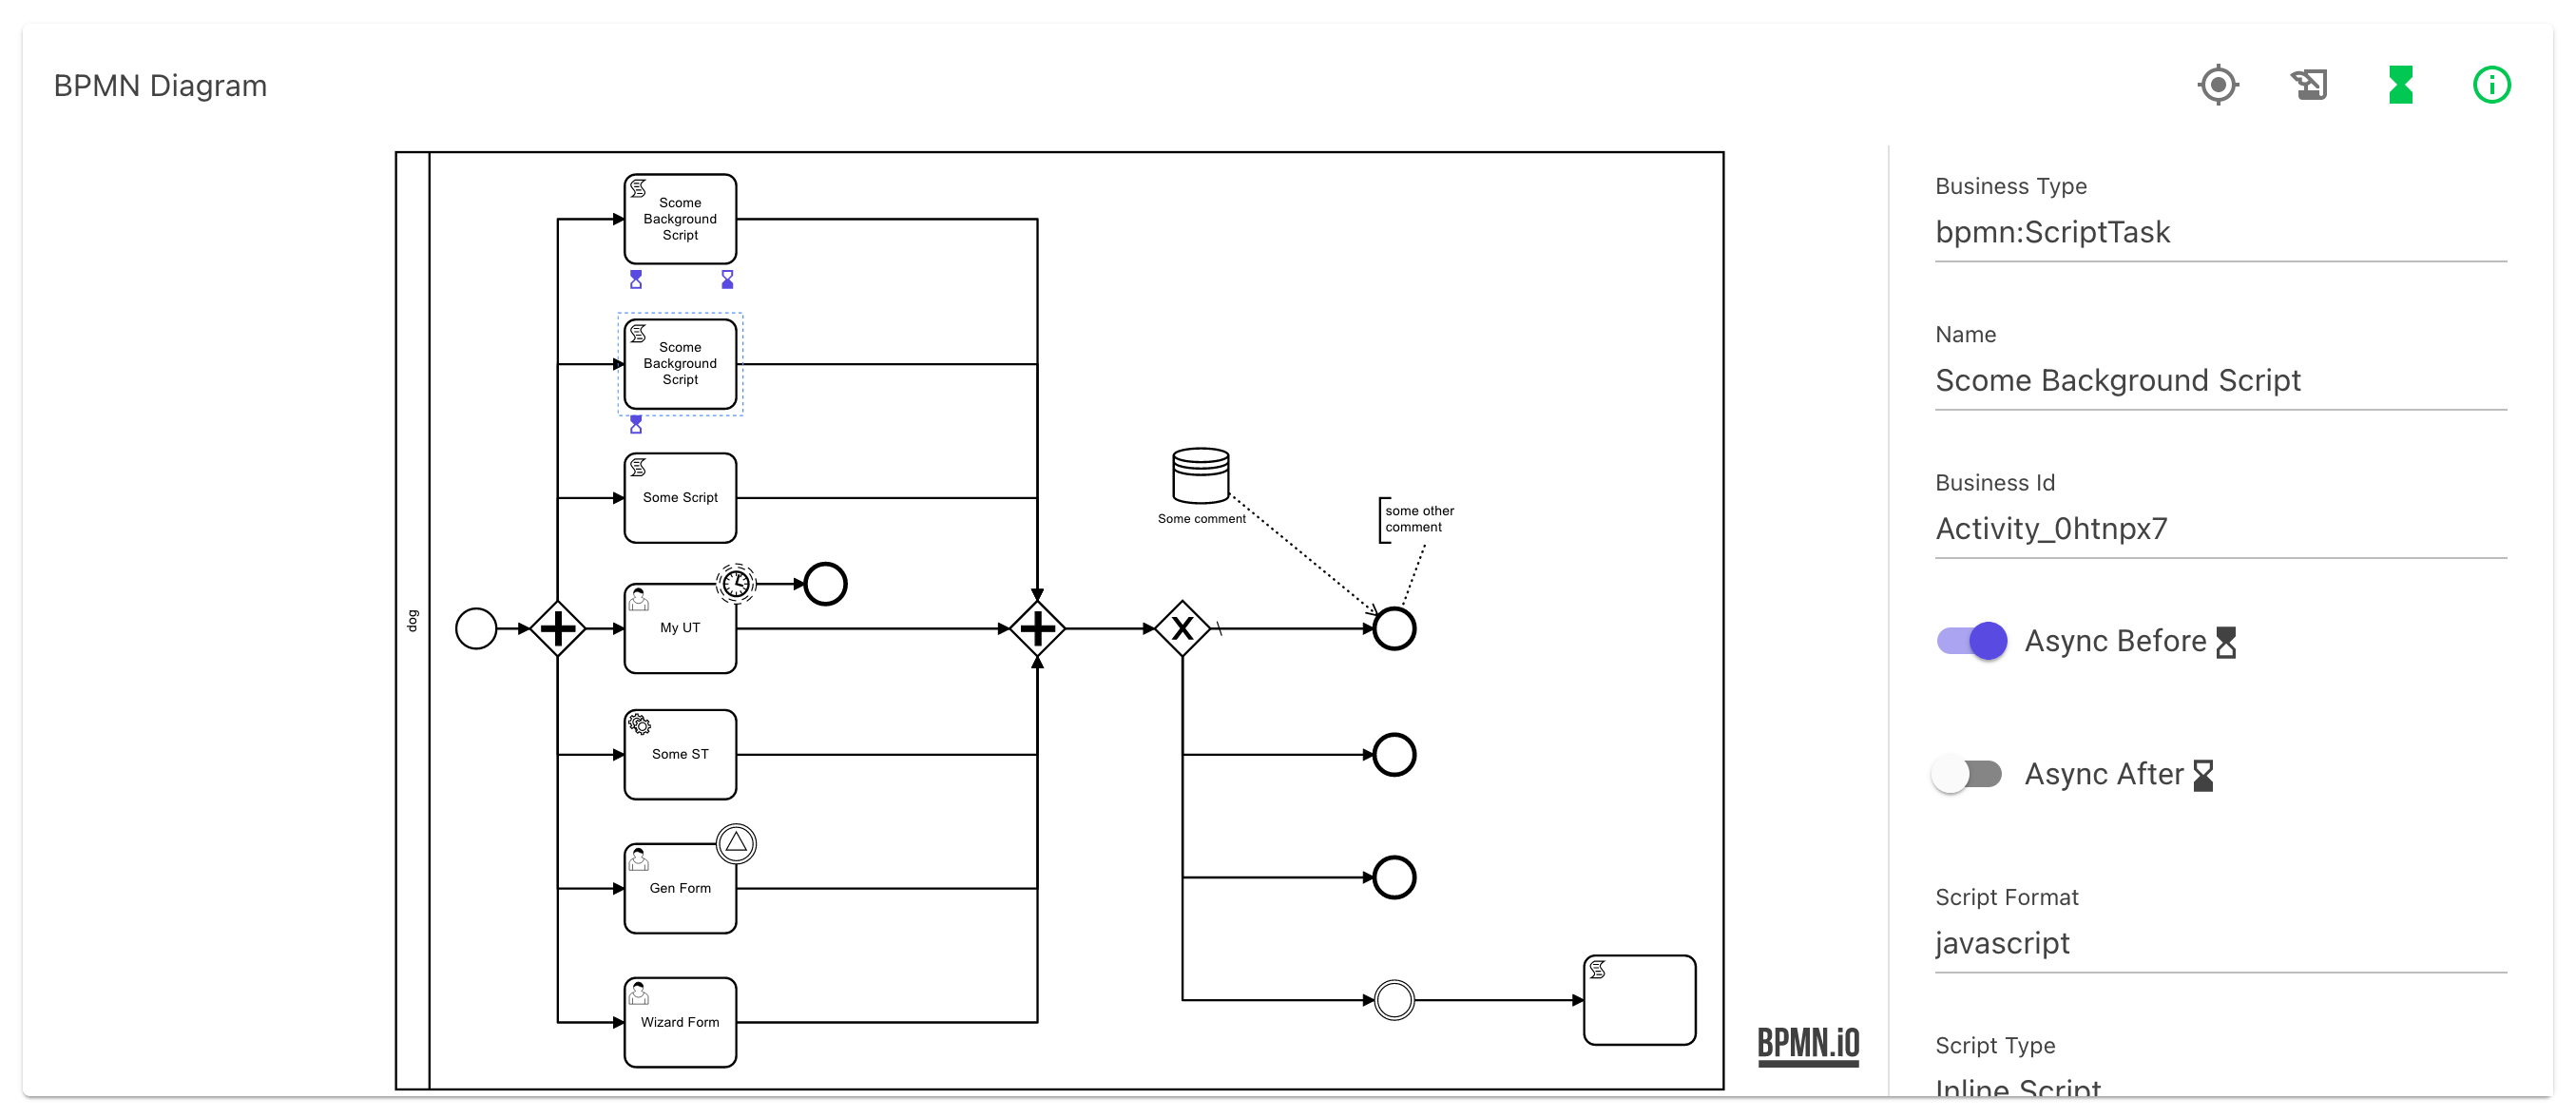 BPMN Diagram
dog
Scome
Background
Script
Scome
Background
Script
Some Script
My UT
Some ST
Gen Form
Wizard Form
Some comment
some other
comment
BPMN.iO
Business Type
bpmn:ScriptTask
Name
Scome Background Script
Business Id
Activity_0htnpx7
Async Before
Async After
Script Format
javascript
Script Type
Inline Script